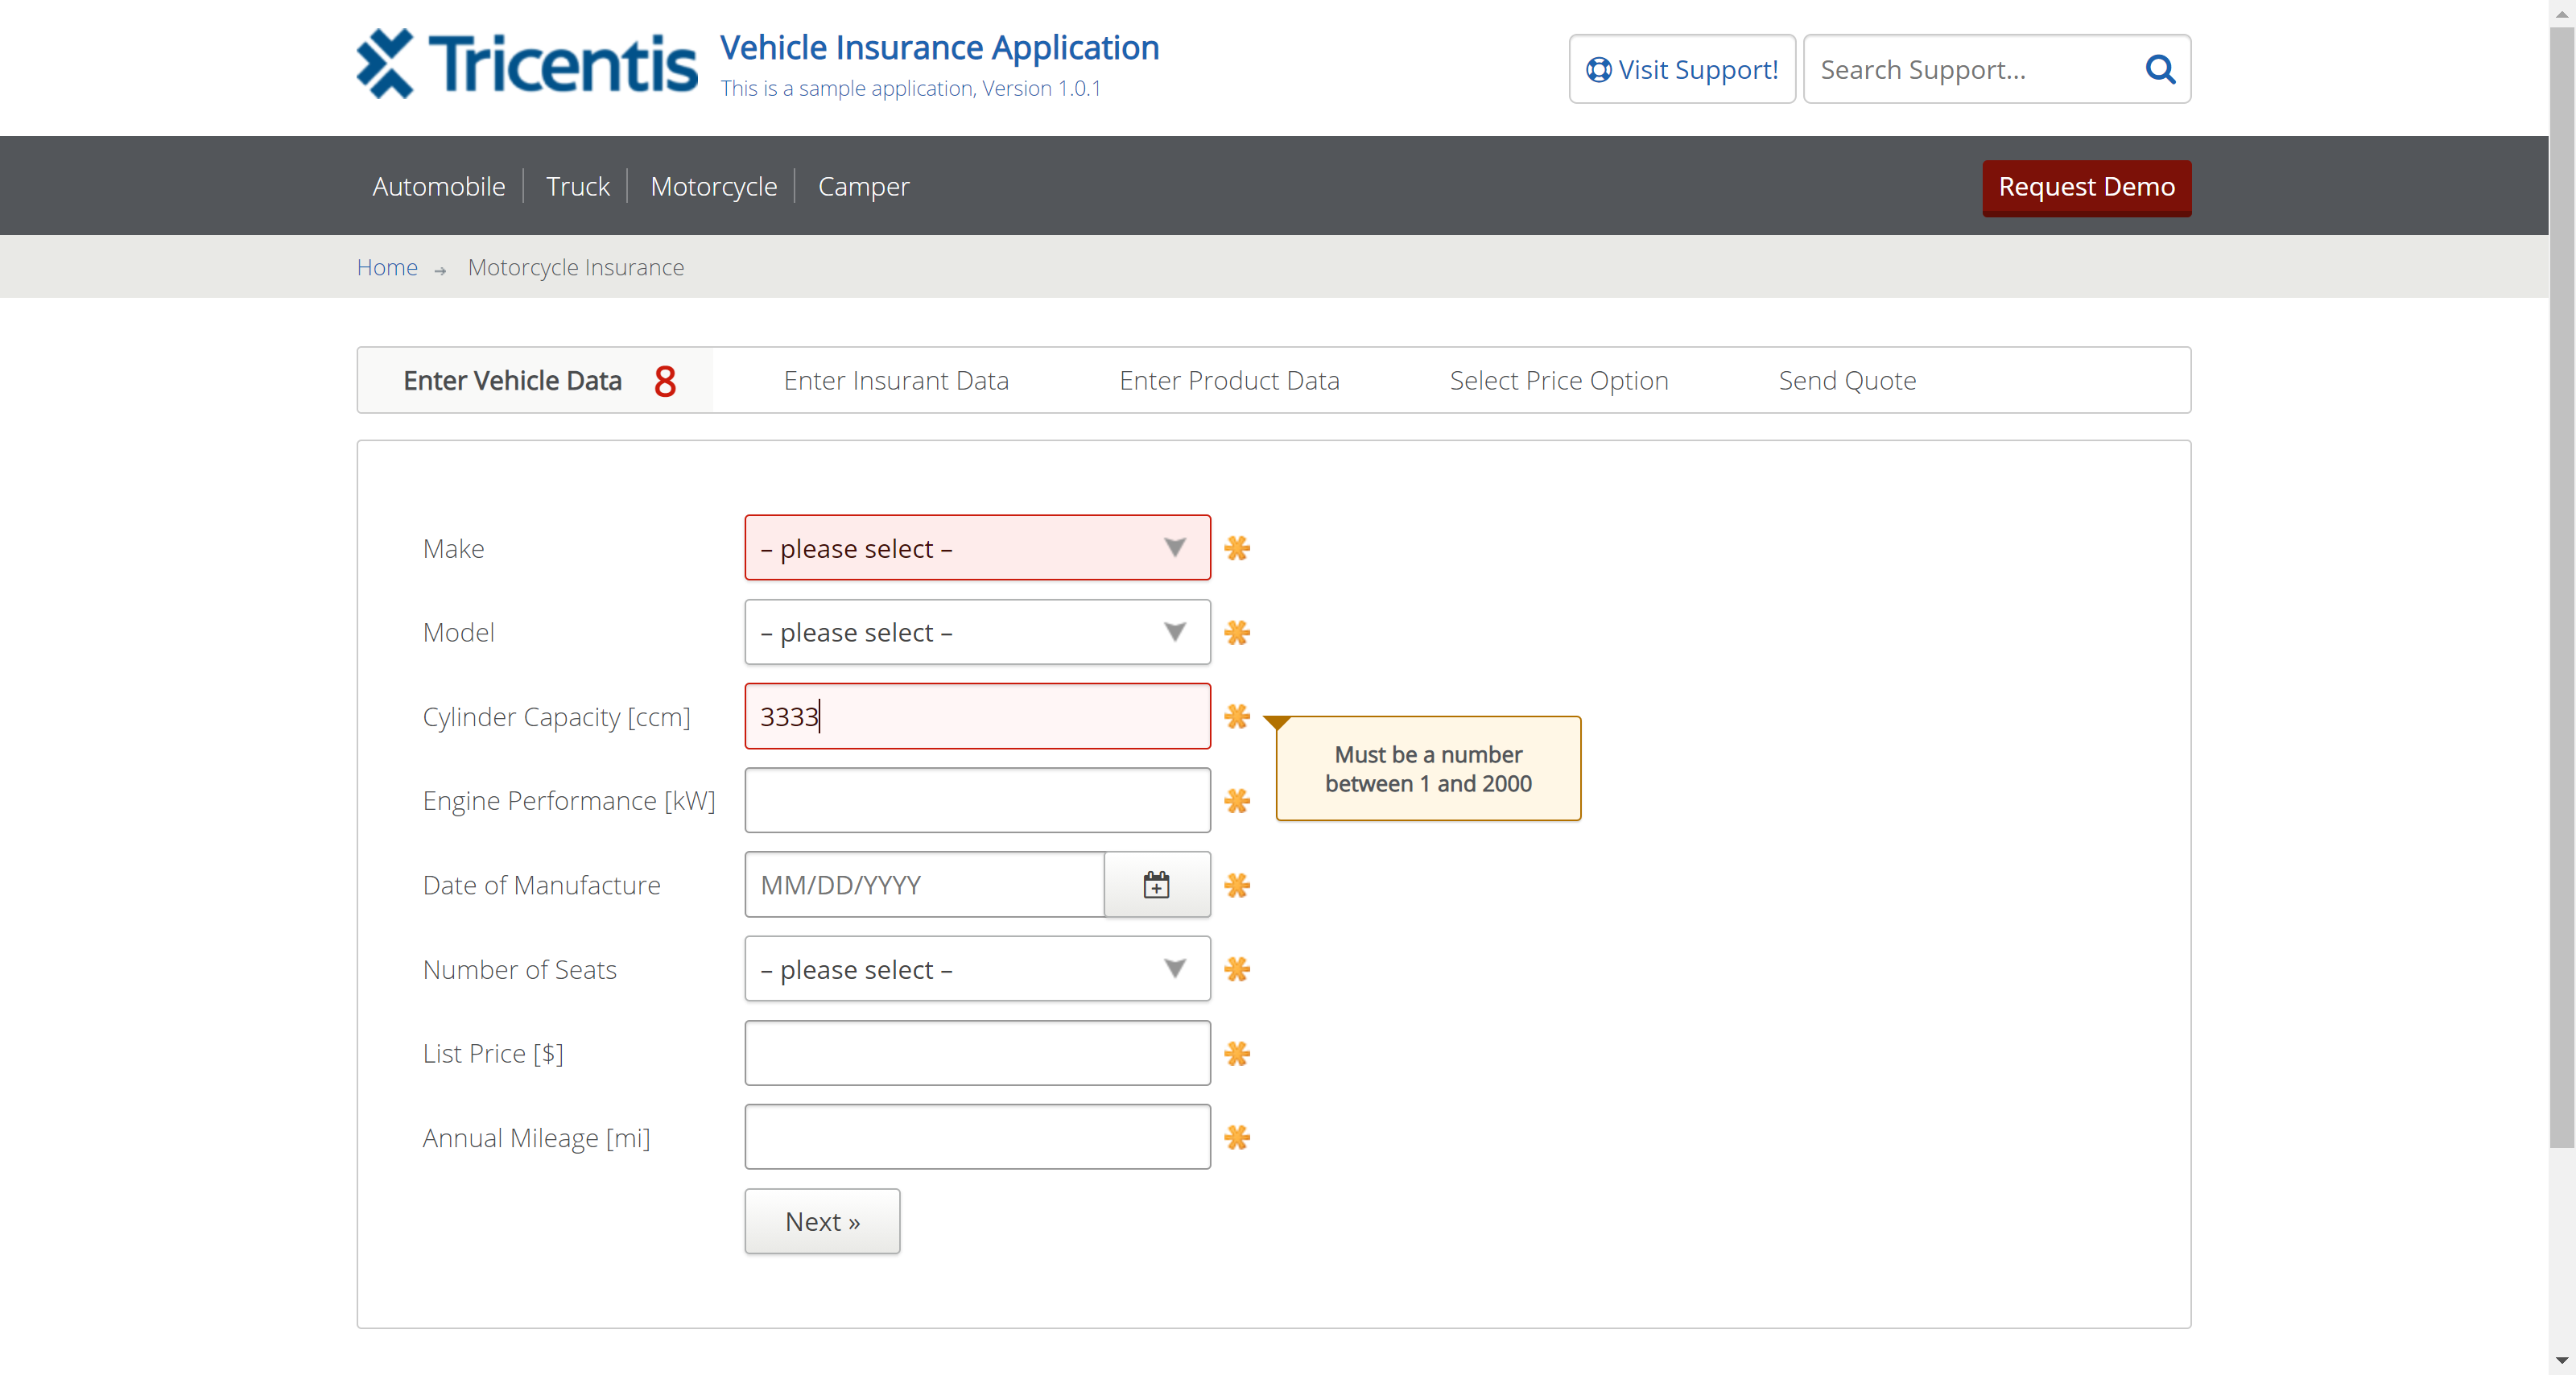 Tricentis
Vehicle Insurance Application
This is a sample application, Version 1.0.1
Visit Support!
Search Support...
Automobile
Truck
Motorcycle
Camper
Request Demo
Home → Motorcycle Insurance
Enter Vehicle Data 8
Enter Insurant Data
Enter Product Data
Select Price Option
Send Quote
Make
– please select –
Model
– please select –
Cylinder Capacity [ccm]
3333
Must be a number
between 1 and 2000
Engine Performance [kW]
Date of Manufacture
MM/DD/YYYY
Number of Seats
– please select –
List Price [$]
Annual Mileage [mi]
Next »